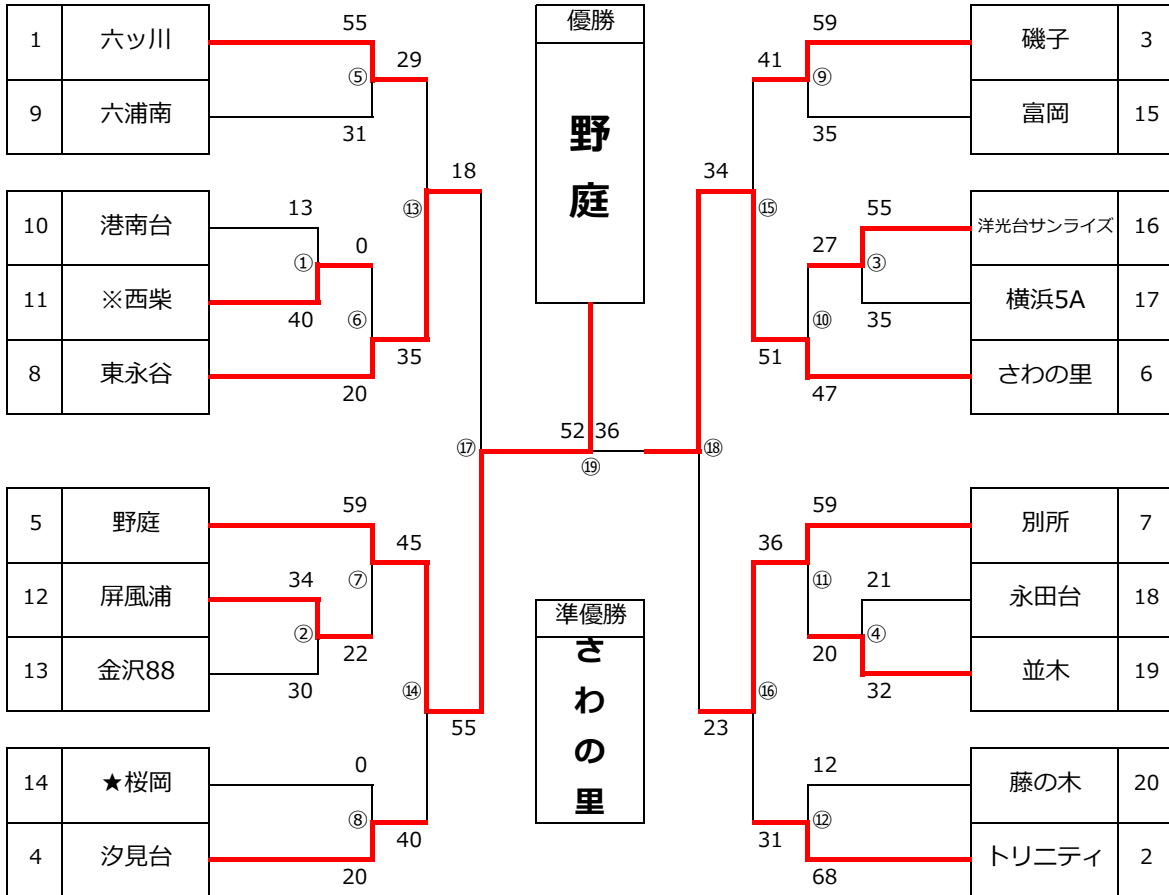 優勝
野庭
準優勝
さわの里
1 六ッ川
9 六浦南
10 港南台
11 ※西柴
8 東永谷
5 野庭
12 屏風浦
13 金沢88
14 ★桜岡
4 汐見台
55
⑤ 29
31
18
13
⑬
① 0
40
⑥
35
20
⑰
59
45
34
⑦
②
22
30
⑭
55
0
⑧
40
20
52 36
⑲
59
41
⑨
35
34
⑮
55
27
③
⑩
35
51
47
⑱
59
36
⑪
21
④
20
32
⑯
23
12
⑫
31
68
磯子 3
富岡 15
洋光台サンライズ 16
横浜5A 17
さわの里 6
別所 7
永田台 18
並木 19
藤の木 20
トリニティ 2